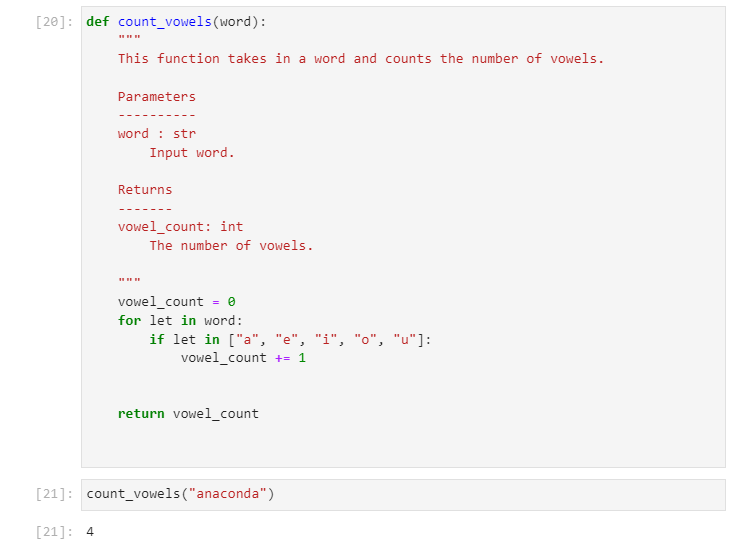 [20]: def count_vowels(word):
    """
    This function takes in a word and counts the number of vowels.
    Parameters
    ----------
    word : str
        Input word.
    Returns
    -------
    vowel_count: int
        The number of vowels.
    """
    vowel_count = 0
    for let in word:
        if let in ["a", "e", "i", "o", "u"]:
            vowel_count += 1
    return vowel_count
[21]: count_vowels("anaconda")
[21]: 4